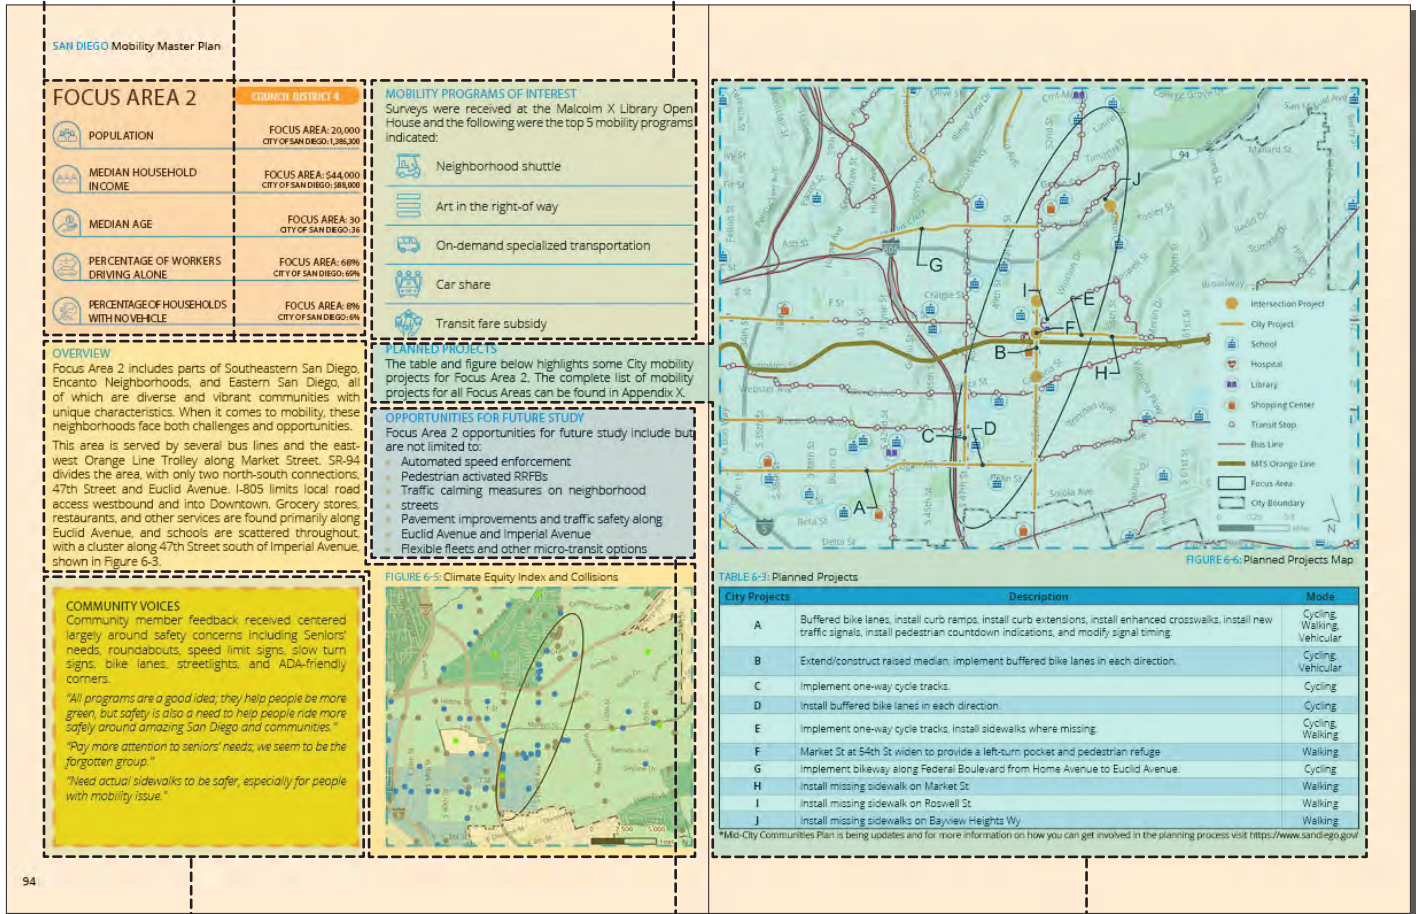 SAN DIEGO Mobility Master Plan
FOCUS AREA 2
COUNCIL DISTRICT 4
POPULATION
FOCUS AREA: 20,000
CITY OF SAN DIEGO: 1,386,300
MEDIAN HOUSEHOLD
INCOME
FOCUS AREA: $44,000
CITY OF SAN DIEGO: $88,000
MEDIAN AGE
FOCUS AREA: 30
CITY OF SAN DIEGO: 36
PERCENTAGE OF WORKERS
DRIVING ALONE
FOCUS AREA: 68%
CITY OF SAN DIEGO: 69%
PERCENTAGE OF HOUSEHOLDS
WITH NO VEHICLE
FOCUS AREA: 8%
CITY OF SAN DIEGO: 6%
OVERVIEW
Focus Area 2 includes parts of Southeastern San Diego,
Encanto Neighborhoods, and Eastern San Diego, all
of which are diverse and vibrant communities with
unique characteristics. When it comes to mobility, these
neighborhoods face both challenges and opportunities.
This area is served by several bus lines and the east-
west Orange Line Trolley along Market Street. SR-94
divides the area, with only two north-south connections,
47th Street and Euclid Avenue. I-805 limits local road
access westbound and into Downtown. Grocery stores,
restaurants, and other services are found primarily along
Euclid Avenue, and schools are scattered throughout,
with a cluster along 47th Street south of Imperial Avenue,
shown in Figure 6-3.
COMMUNITY VOICES
Community member feedback received centered
largely around safety concerns including Seniors'
needs, roundabouts, speed limit signs, slow turn
signs, bike lanes, streetlights, and ADA-friendly
corners.
"All programs are a good idea; they help people be more
green, but safety is also a need to help people ride more
safely around amazing San Diego and communities."
"Pay more attention to seniors' needs; we seem to be the
forgotten group."
"Need actual sidewalks to be safer, especially for people
with mobility issue."
94
MOBILITY PROGRAMS OF INTEREST
Surveys were received at the Malcolm X Library Open
House and the following were the top 5 mobility programs
indicated:
Neighborhood shuttle
Art in the right-of way
On-demand specialized transportation
Car share
Transit fare subsidy
PLANNED PROJECTS
The table and figure below highlights some City mobility
projects for Focus Area 2. The complete list of mobility
projects for all Focus Areas can be found in Appendix X.
OPPORTUNITIES FOR FUTURE STUDY
Focus Area 2 opportunities for future study include but
are not limited to:
Automated speed enforcement
Pedestrian activated RRFBs
Traffic calming measures on neighborhood
streets
Pavement improvements and traffic safety along
Euclid Avenue and Imperial Avenue
Flexible fleets and other micro-transit options
FIGURE 6-5: Climate Equity Index and Collisions
Market St
94
G
J
I
E
F
B
H
C
D
A
Ash St
F St
Craigie St
Broadway
Tooley St
Mallard St
Beta St
Delta St
Solola Ave
Intersection Project
City Project
School
Hospital
Library
Shopping Center
Transit Stop
Bus Line
MTS Orange Line
Focus Area
City Boundary
FIGURE 6-6: Planned Projects Map
TABLE 6-3: Planned Projects
City Projects Description Mode
A Buffered bike lanes, install curb ramps, install curb extensions, install enhanced crosswalks, install new
traffic signals, install pedestrian countdown indications, and modify signal timing.
Cycling,
Walking,
Vehicular
B Extend/construct raised median, implement buffered bike lanes in each direction.
Cycling,
Vehicular
C Implement one-way cycle tracks. Cycling
D Install buffered bike lanes in each direction. Cycling
E Implement one-way cycle tracks, install sidewalks where missing.
Cycling,
Walking
F Market St at 54th St widen to provide a left-turn pocket and pedestrian refuge Walking
G Implement bikeway along Federal Boulevard from Home Avenue to Euclid Avenue. Cycling
H Install missing sidewalk on Market St Walking
I Install missing sidewalk on Roswell St Walking
J Install missing sidewalks on Bayview Heights Wy Walking
*Mid-City Communities Plan is being updates and for more information on how you can get involved in the planning process visit https://www.sandiego.gov/